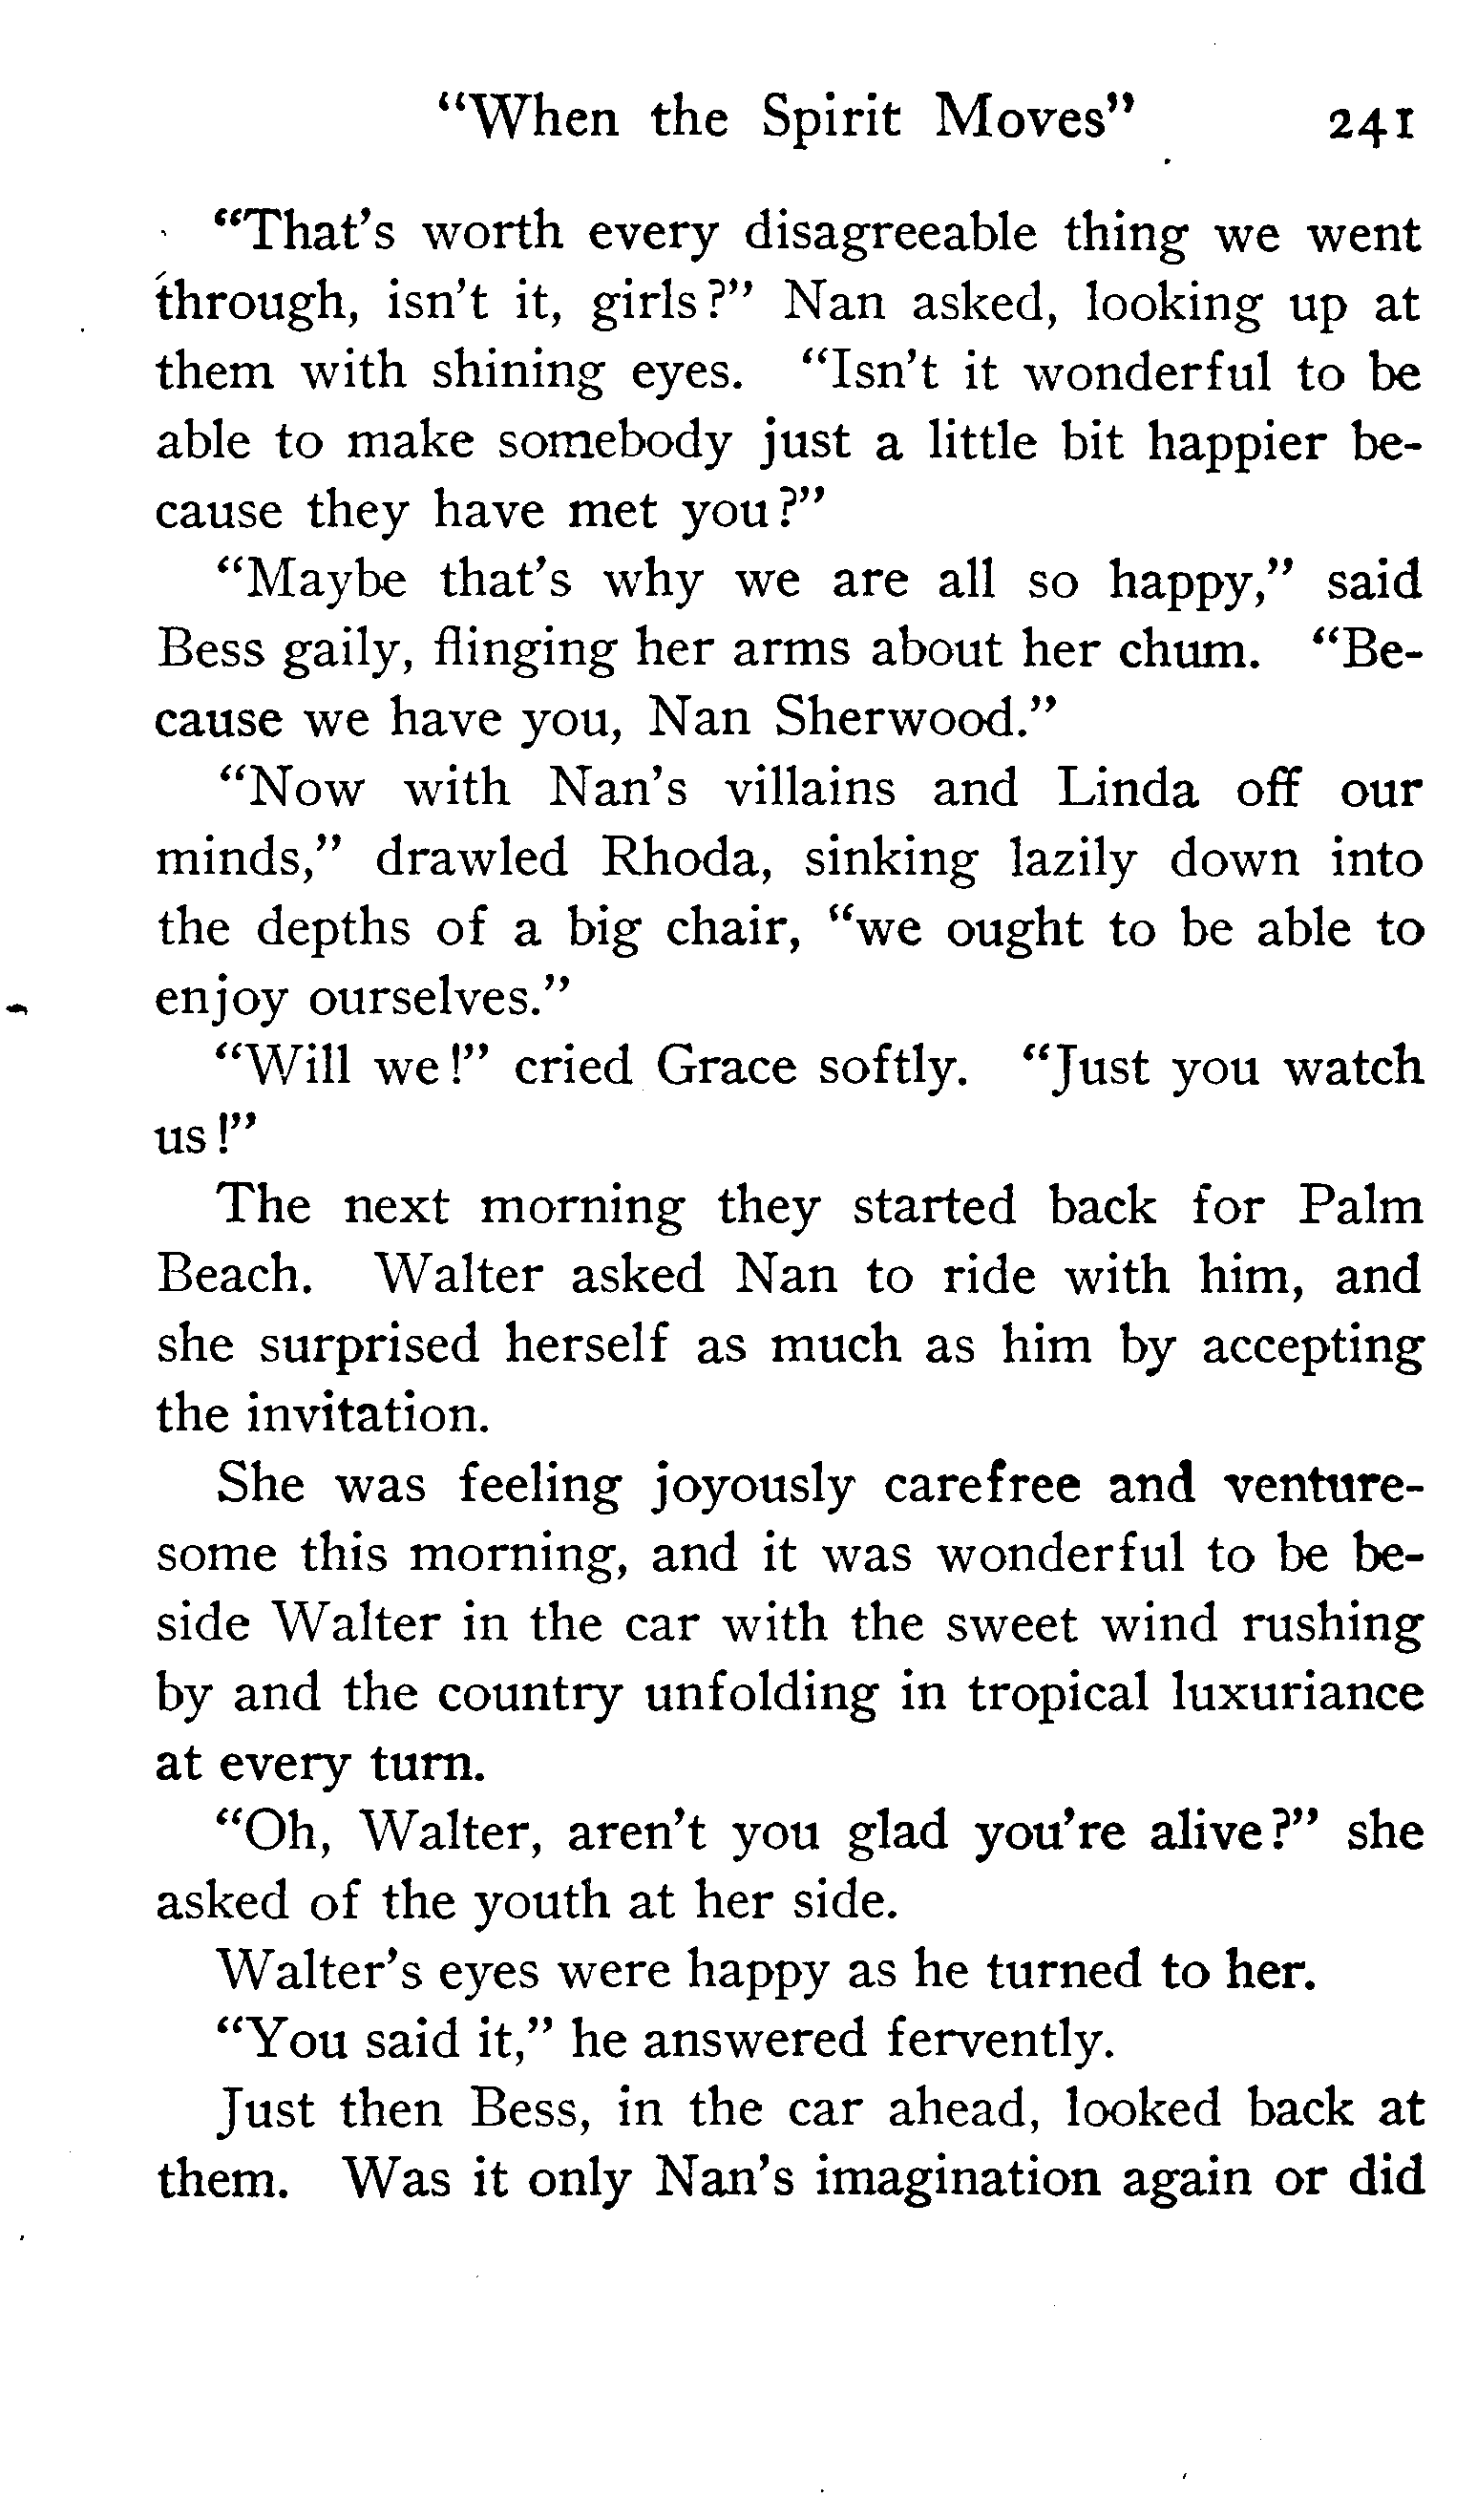 "When the Spirit Moves" 241
"That's worth every disagreeable thing we went
through, isn't it, girls?" Nan asked, looking up at
them with shining eyes. "Isn't it wonderful to be
able to make somebody just a little bit happier be-
cause they have met you?"
"Maybe that's why we are all so happy," said
Bess gaily, flinging her arms about her chum. "Be-
cause we have you, Nan Sherwood."
"Now with Nan's villains and Linda off our
minds," drawled Rhoda, sinking lazily down into
the depths of a big chair, "we ought to be able to
enjoy ourselves."
"Will we!" cried Grace softly. "Just you watch
us!"
The next morning they started back for Palm
Beach. Walter asked Nan to ride with him, and
she surprised herself as much as him by accepting
the invitation.
She was feeling joyously carefree and venture-
some this morning, and it was wonderful to be be-
side Walter in the car with the sweet wind rushing
by and the country unfolding in tropical luxuriance
at every turn.
"Oh, Walter, aren't you glad you're alive?" she
asked of the youth at her side.
Walter's eyes were happy as he turned to her.
"You said it," he answered fervently.
Just then Bess, in the car ahead, looked back at
them. Was it only Nan's imagination again or did